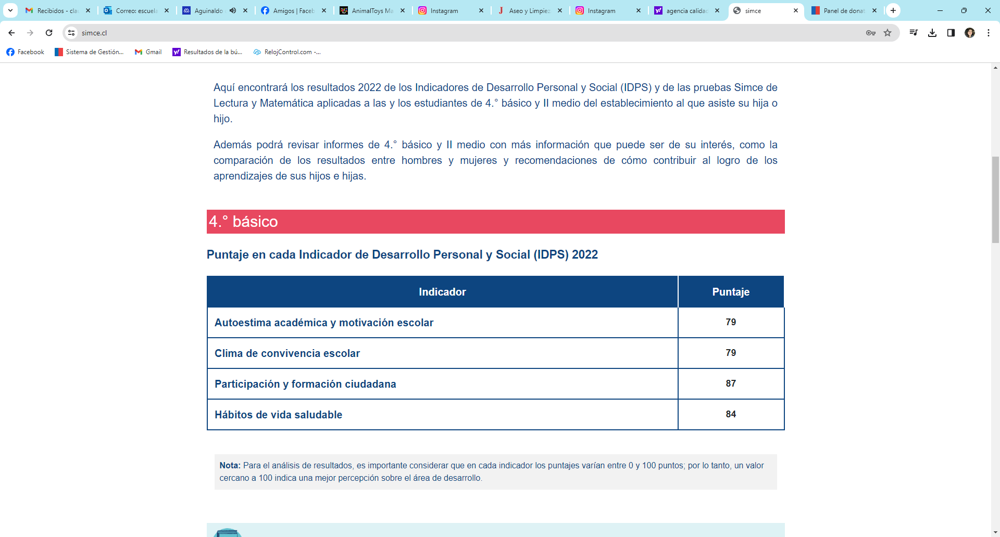 Recibidos - cla
Correo: escuela
Aguinaldo
Amigos | Faceb
AnimalToys Ma
Instagram
Aseo y Limpiez
Instagram
agencia calidad
simce
Panel de donat
simce.cl
Facebook
Sistema de Gestión...
Gmail
Resultados de la bú...
RelojControl.com -...
Aquí encontrará los resultados 2022 de los Indicadores de Desarrollo Personal y Social (IDPS) y de las pruebas Simce de
Lectura y Matemática aplicadas a las y los estudiantes de 4.° básico y II medio del establecimiento al que asiste su hija o
hijo.
Además podrá revisar informes de 4.° básico y II medio con más información que puede ser de su interés, como la
comparación de los resultados entre hombres y mujeres y recomendaciones de cómo contribuir al logro de los
aprendizajes de sus hijos e hijas.
4.° básico
Puntaje en cada Indicador de Desarrollo Personal y Social (IDPS) 2022
Indicador Puntaje
Autoestima académica y motivación escolar 79
Clima de convivencia escolar 79
Participación y formación ciudadana 87
Hábitos de vida saludable 84
Nota: Para el análisis de resultados, es importante considerar que en cada indicador los puntajes varían entre 0 y 100 puntos; por lo tanto, un valor
cercano a 100 indica una mejor percepción sobre el área de desarrollo.